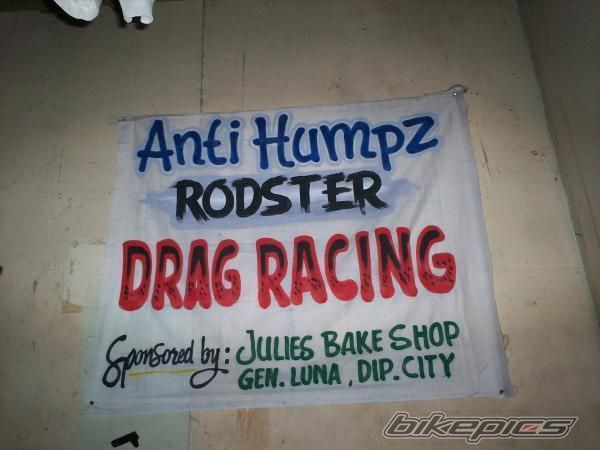 Anti Humpz
RODSTER
DRAG RACING
Sponsored by: JULIES BAKE SHOP
GEN. LUNA, DIP. CITY
bikepics